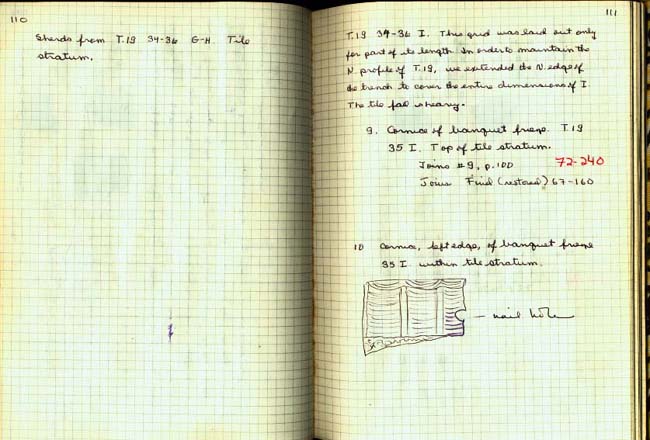 110
Sherds from T.19 34-36 G-H. Tile
stratum.
111
T.19 34-36 I. This grid was laid out only
for part of its length. In order to maintain the
N. profile of T.19, we extended the N. edge of
the trench to cover the entire dimensions of I.
The tile fall is heavy.
9. Cornice of banquet frieze. T.19
35 I. Top of tile stratum.
Joins #9, p.100
72-240
Joins Find (restored) 67-160
10 Cornice, left edge, of banquet frieze
35 I within tile stratum.
— nail hole